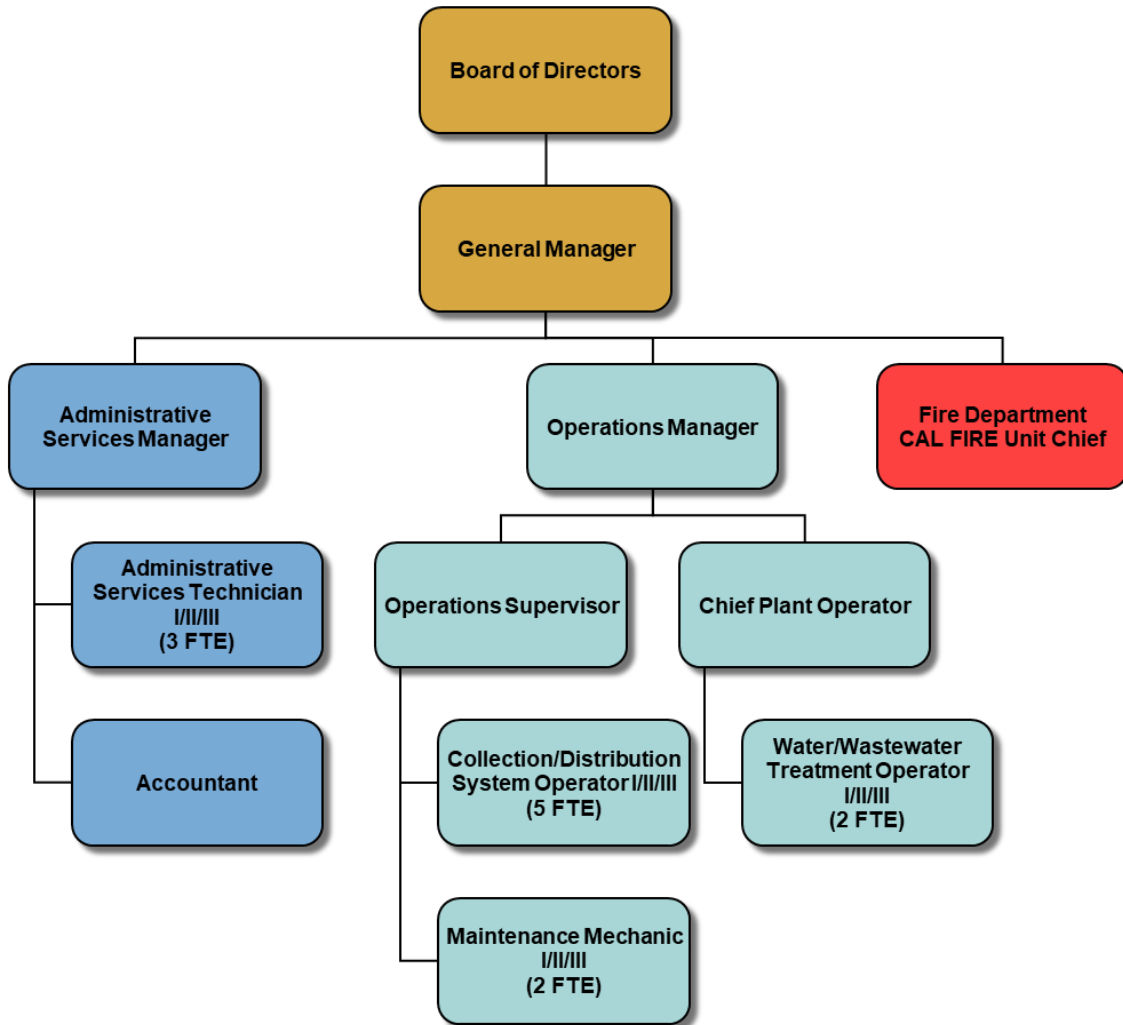 Board of Directors
General Manager
Administrative
Services Manager
Operations Manager
Fire Department
CAL FIRE Unit Chief
Administrative
Services Technician
I/II/III
(3 FTE)
Operations Supervisor
Chief Plant Operator
Accountant
Collection/Distribution
System Operator I/II/III
(5 FTE)
Water/Wastewater
Treatment Operator
I/II/III
(2 FTE)
Maintenance Mechanic
I/II/III
(2 FTE)